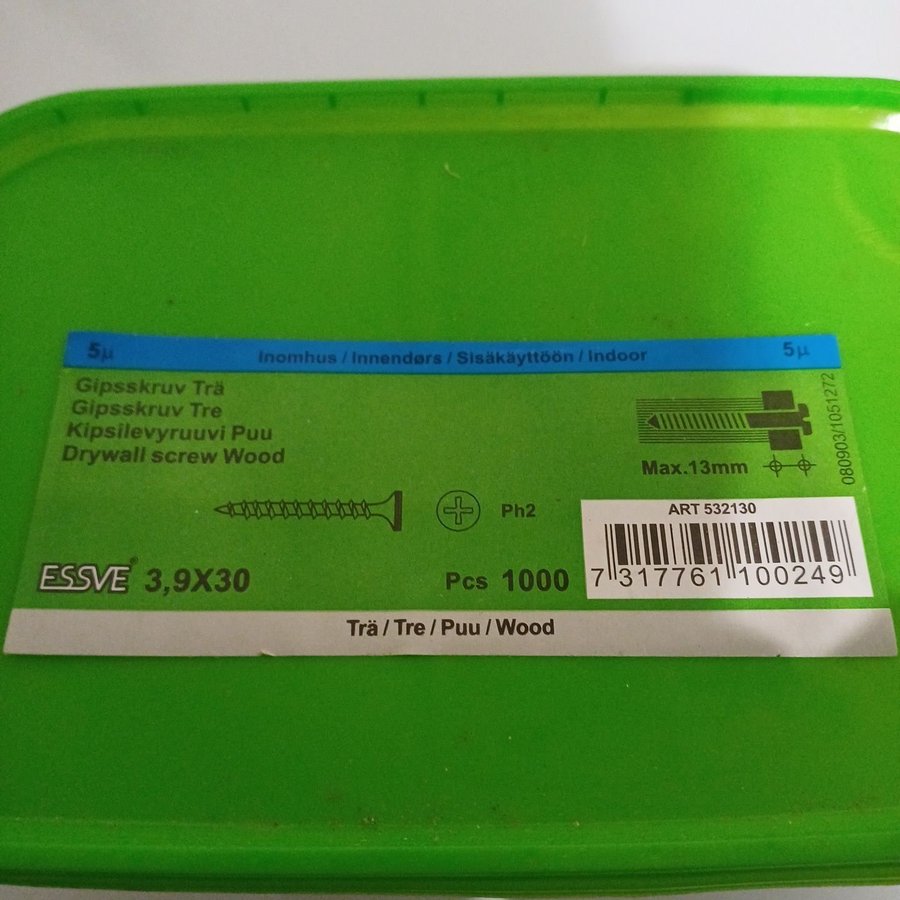 5µ Inomhus / Innendørs / Sisäkäyttöön / Indoor 5µ
Gipsskruv Trä
Gipsskruv Tre
Kipsilevyruuvi Puu
Drywall screw Wood
Max.13mm
080903/1051272
Ph2
ART 532130
7 317761 100249
ESSVE® 3,9X30
Pcs 1000
Trä / Tre / Puu / Wood